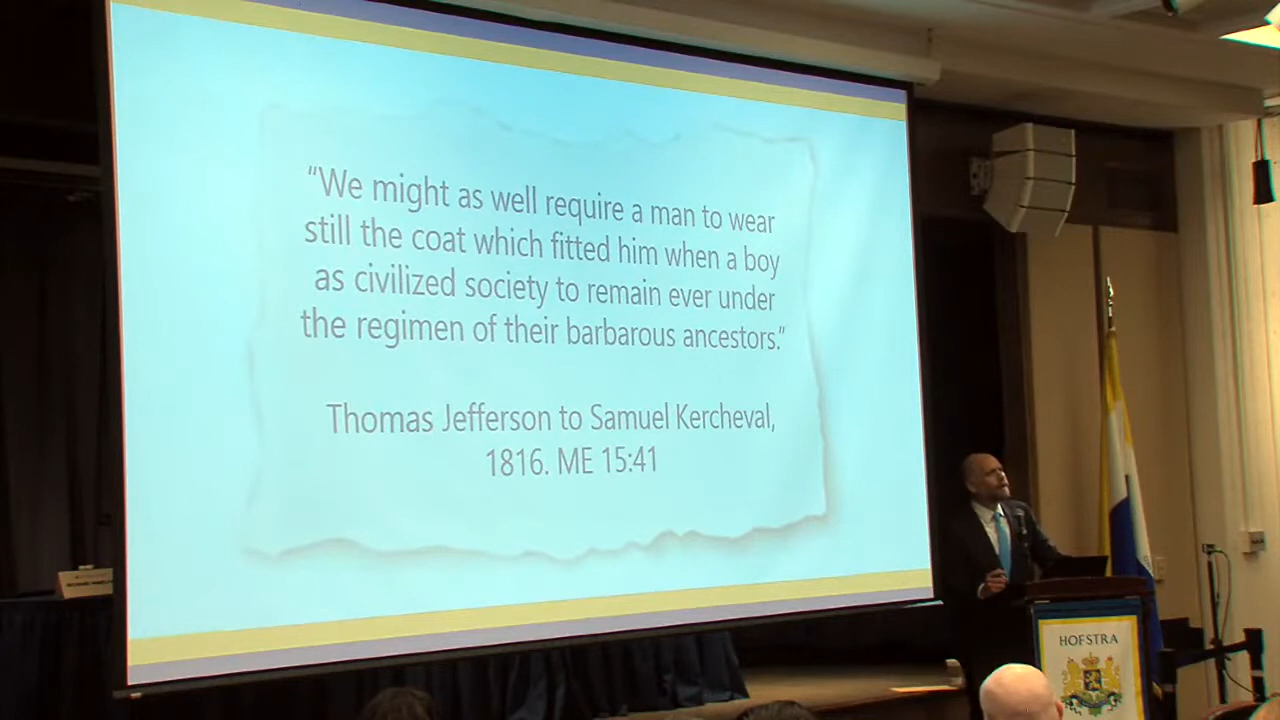 “We might as well require a man to wear
still the coat which fitted him when a boy
as civilized society to remain ever under
the regimen of their barbarous ancestors.”
Thomas Jefferson to Samuel Kercheval,
1816. ME 15:41
HOFSTRA